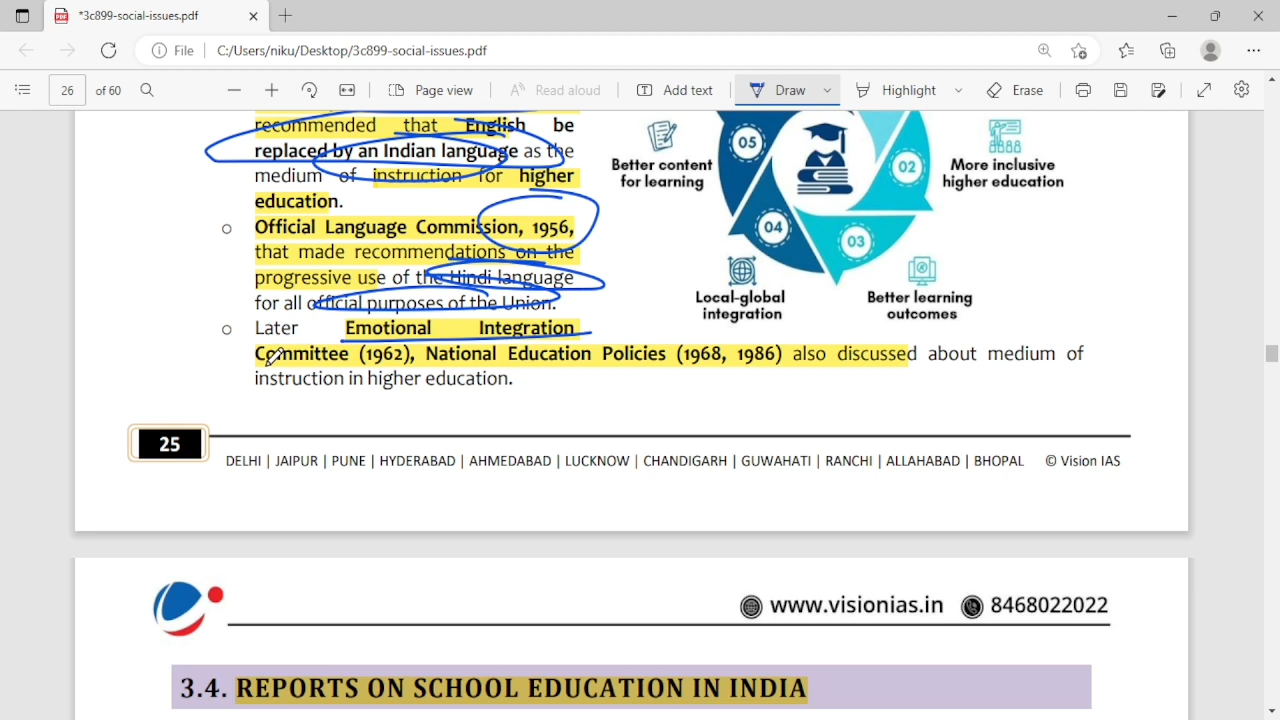 *3c899-social-issues.pdf
File C:/Users/niku/Desktop/3c899-social-issues.pdf
26 of 60 Page view Read aloud Add text Draw Highlight Erase
recommended that English be
replaced by an Indian language as the
medium of instruction for higher
education.
o Official Language Commission, 1956,
that made recommendations on the
progressive use of the Hindi language
for all official purposes of the Union.
o Later Emotional Integration
Committee (1962), National Education Policies (1968, 1986) also discussed about medium of
instruction in higher education.
05
Better content
for learning
02
More inclusive
higher education
04
03
Local-global
integration
Better learning
outcomes
25
DELHI | JAIPUR | PUNE | HYDERABAD | AHMEDABAD | LUCKNOW | CHANDIGARH | GUWAHATI | RANCHI | ALLAHABAD | BHOPAL © Vision IAS
www.visionias.in 8468022022
3.4. REPORTS ON SCHOOL EDUCATION IN INDIA